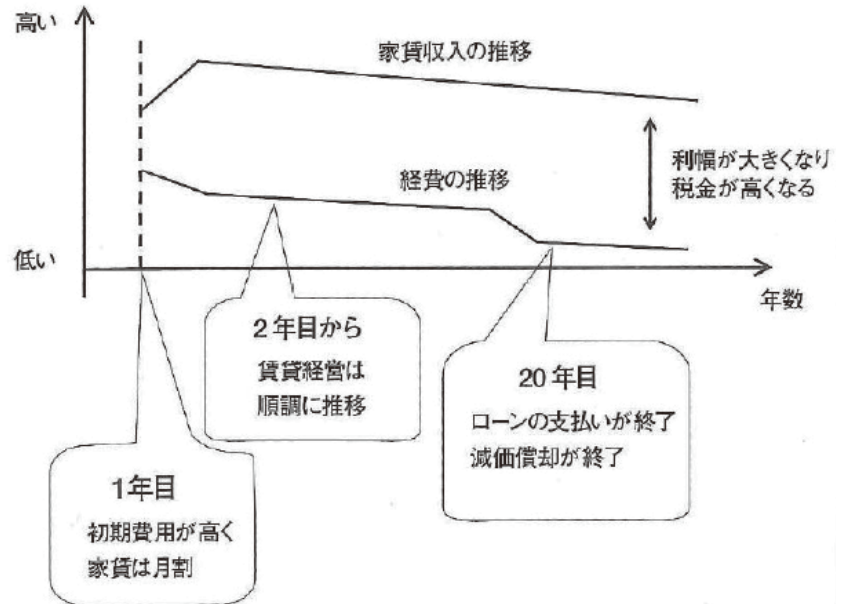 高い
家賃収入の推移
利幅が大きくなり
税金が高くなる
経費の推移
低い
年数
2年目から
賃貸経営は
順調に推移
20年目
ローンの支払いが終了
減価償却が終了
1年目
初期費用が高く
家賃は月割